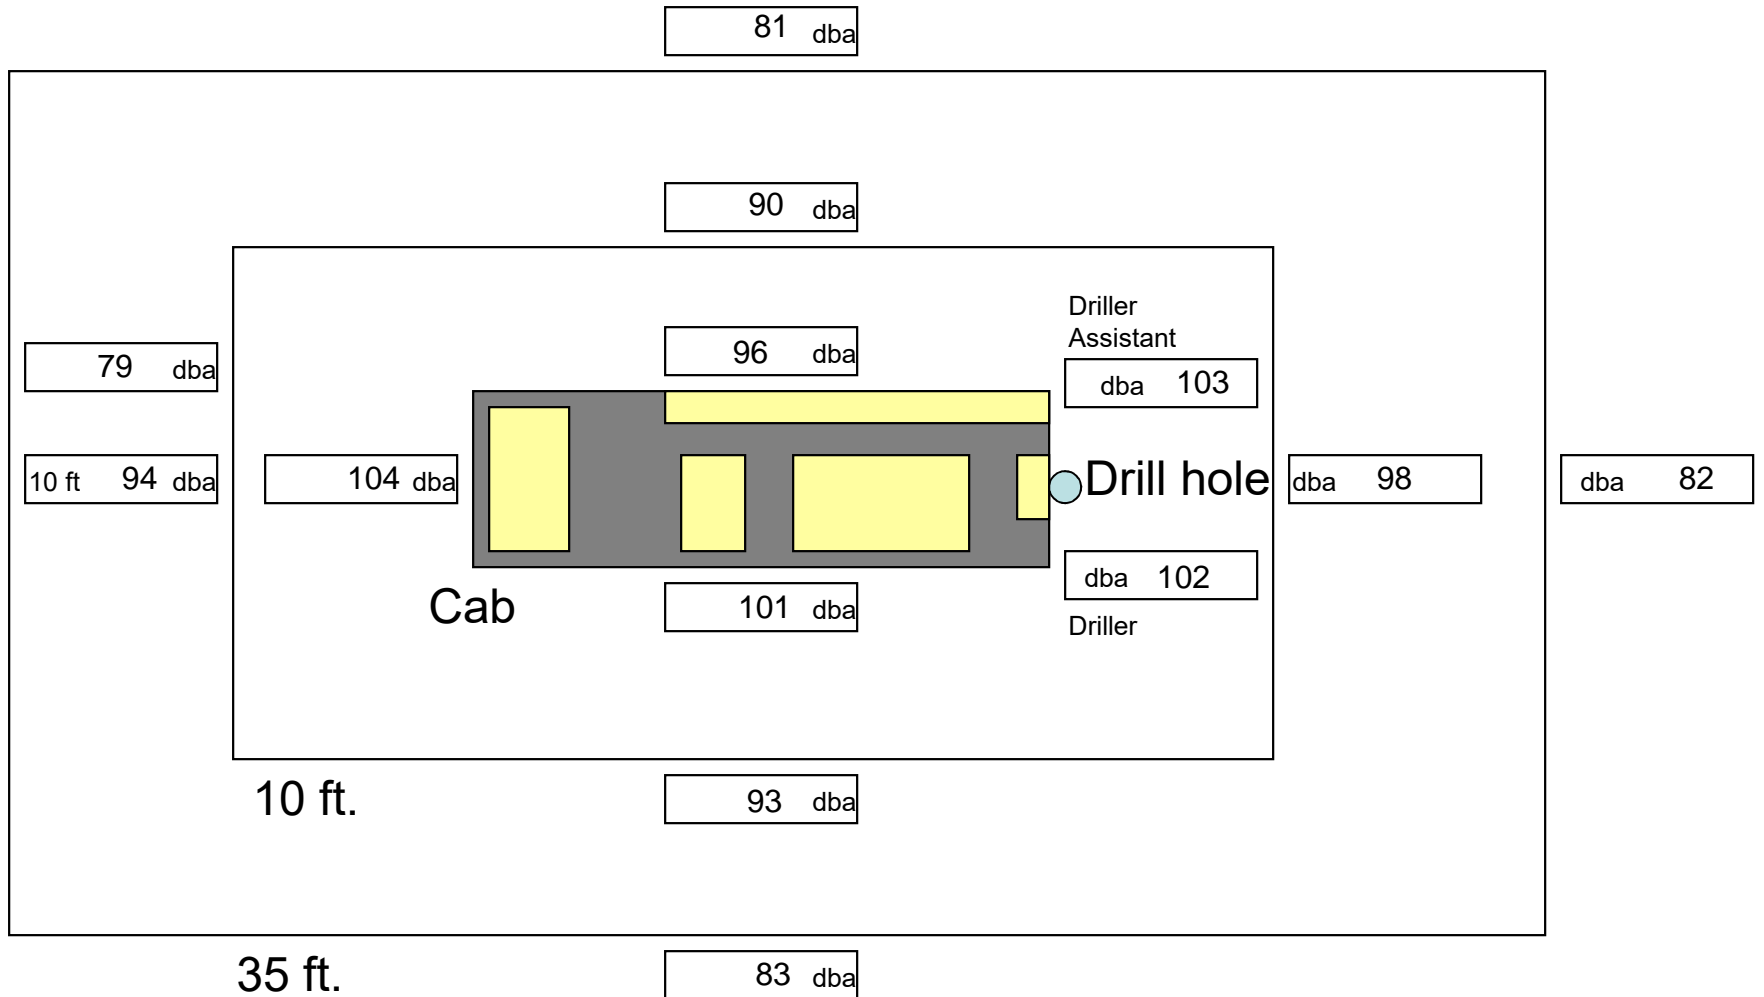 81 dba
90 dba
Driller
Assistant
96 dba
79 dba
dba 103
10 ft 94 dba
104 dba
Drill hole
dba 98
dba 82
dba 102
Cab
101 dba
Driller
10 ft.
93 dba
35 ft.
83 dba